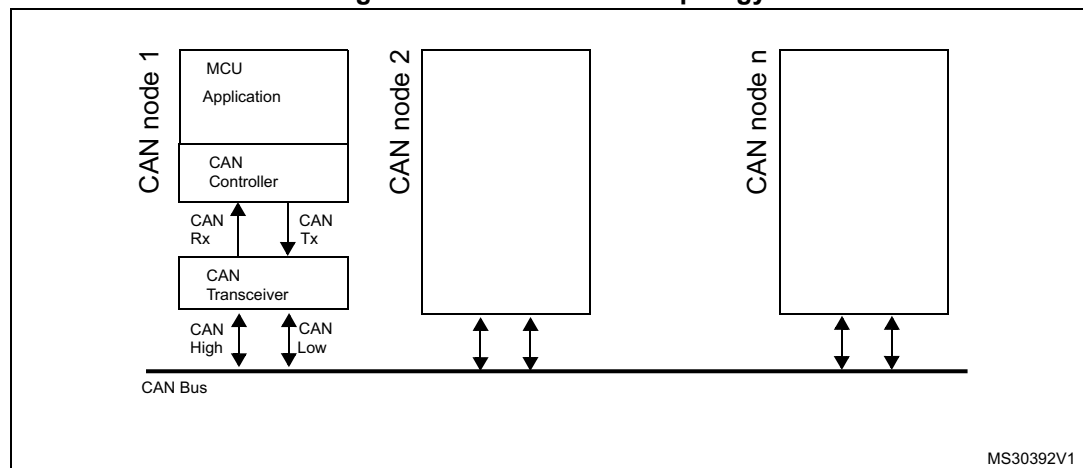 CAN node 1
MCU
Application
CAN
Controller
CAN
Rx
CAN
Tx
CAN
Transceiver
CAN
High
CAN
Low
CAN node 2
CAN node n
CAN Bus
MS30392V1